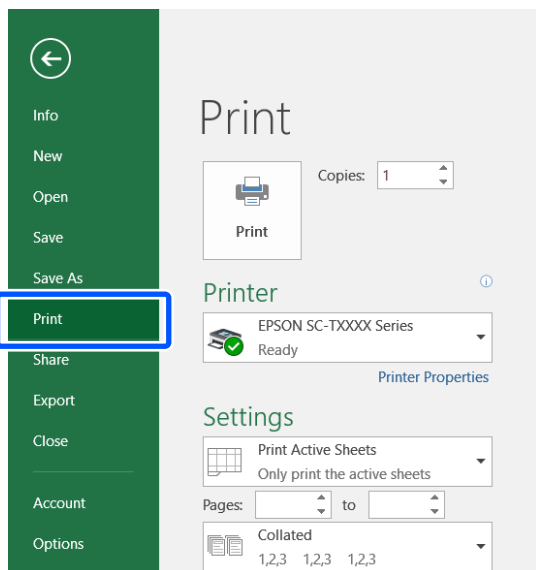 Info
New
Open
Save
Save As
Print
Share
Export
Close
Account
Options
Print
Copies: 1
Print
Printer
EPSON SC-TXXXX Series
Ready
Printer Properties
Settings
Print Active Sheets
Only print the active sheets
Pages: to
Collated
1,2,3 1,2,3 1,2,3